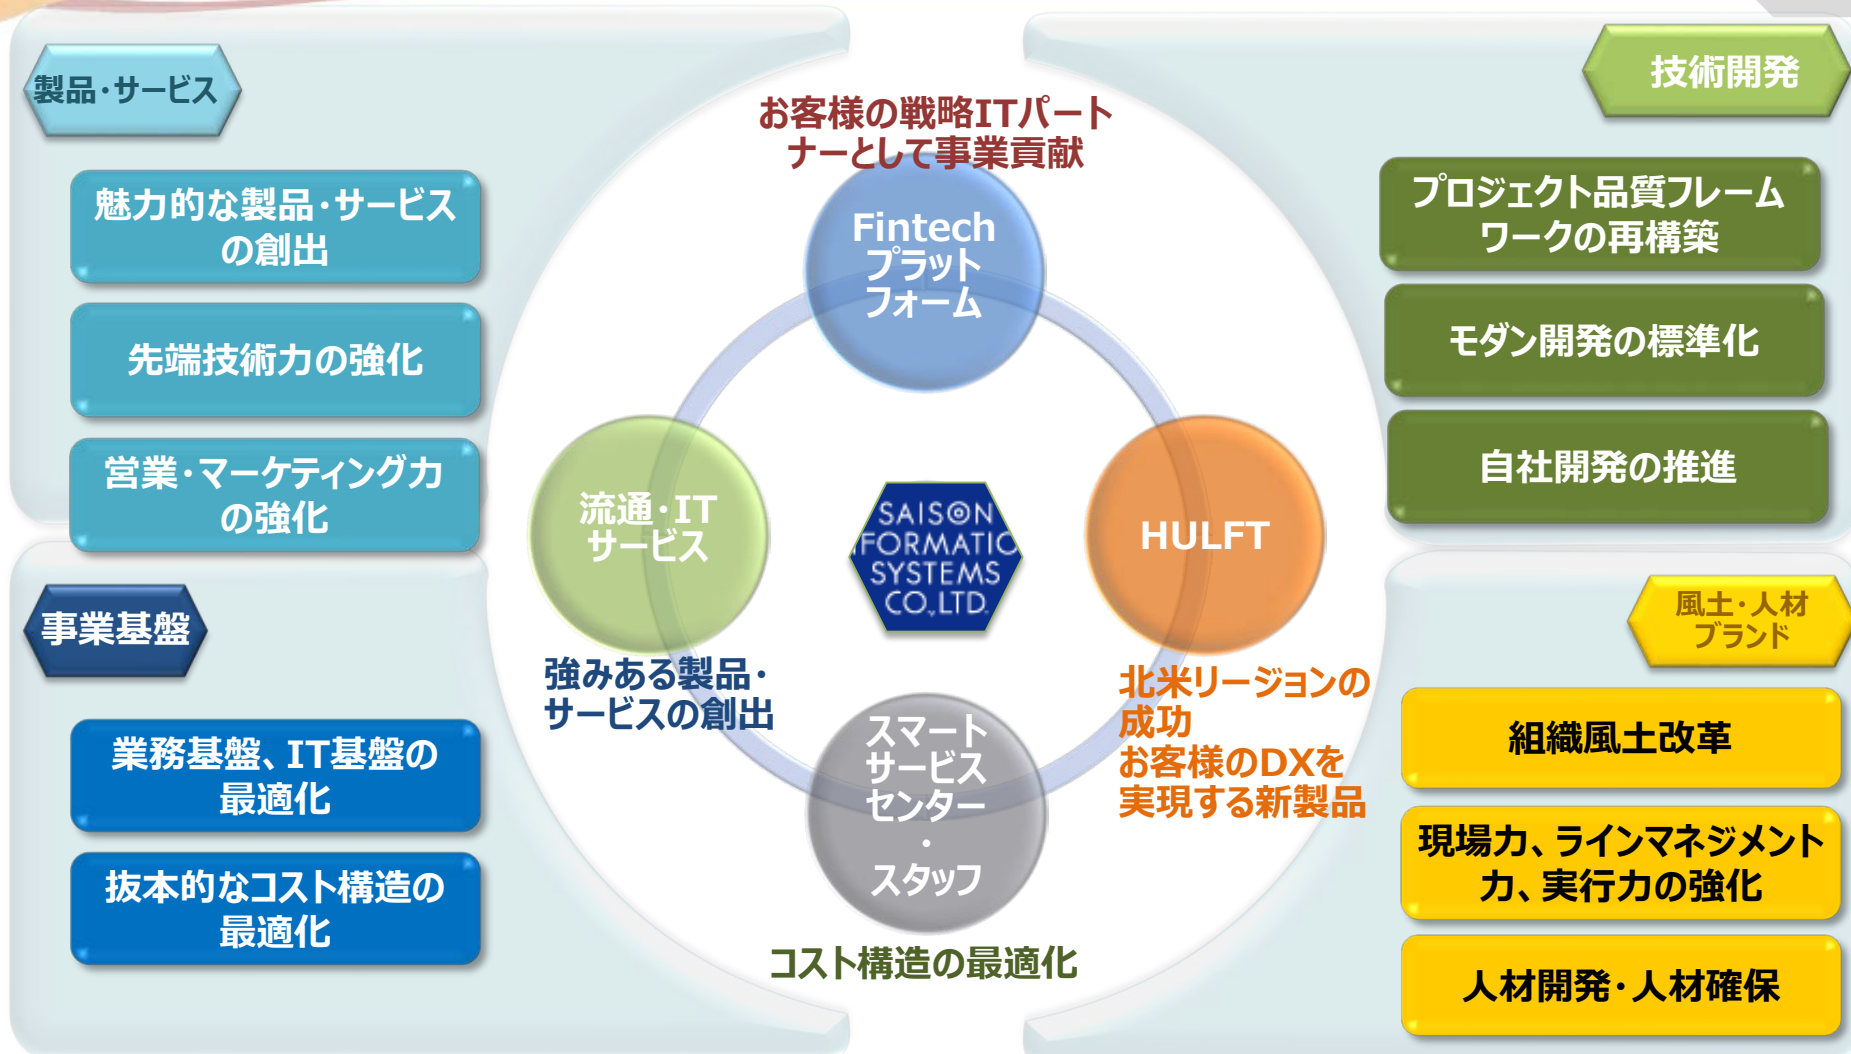 製品・サービス
魅力的な製品・サービス
の創出
先端技術力の強化
営業・マーケティング力
の強化
事業基盤
業務基盤、IT基盤の
最適化
抜本的なコスト構造の
最適化
お客様の戦略ITパート
ナーとして事業貢献
Fintech
プラット
フォーム
流通・IT
サービス
強みある製品・
サービスの創出
SAISON
FORMATIC
SYSTEMS
CO.,LTD.
HULFT
北米リージョンの
成功
お客様のDXを
実現する新製品
スマート
サービス
センター
・
スタッフ
コスト構造の最適化
技術開発
プロジェクト品質フレーム
ワークの再構築
モダン開発の標準化
自社開発の推進
風土・人材
ブランド
組織風土改革
現場力、ラインマネジメント
力、実行力の強化
人材開発・人材確保